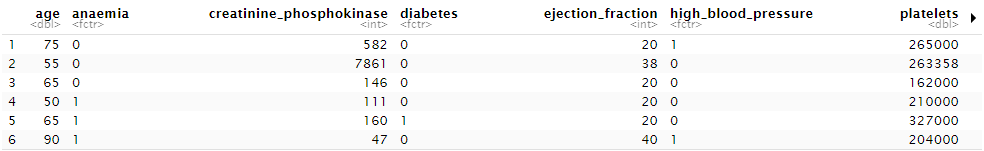 age anaemia creatinine_phosphokinase diabetes ejection_fraction high_blood_pressure platelets
<dbl> <fctr> <int> <fctr> <int> <fctr> <dbl>
1 75 0 582 0 20 1 265000
2 55 0 7861 0 38 0 263358
3 65 0 146 0 20 0 162000
4 50 1 111 0 20 0 210000
5 65 1 160 1 20 0 327000
6 90 1 47 0 40 1 204000